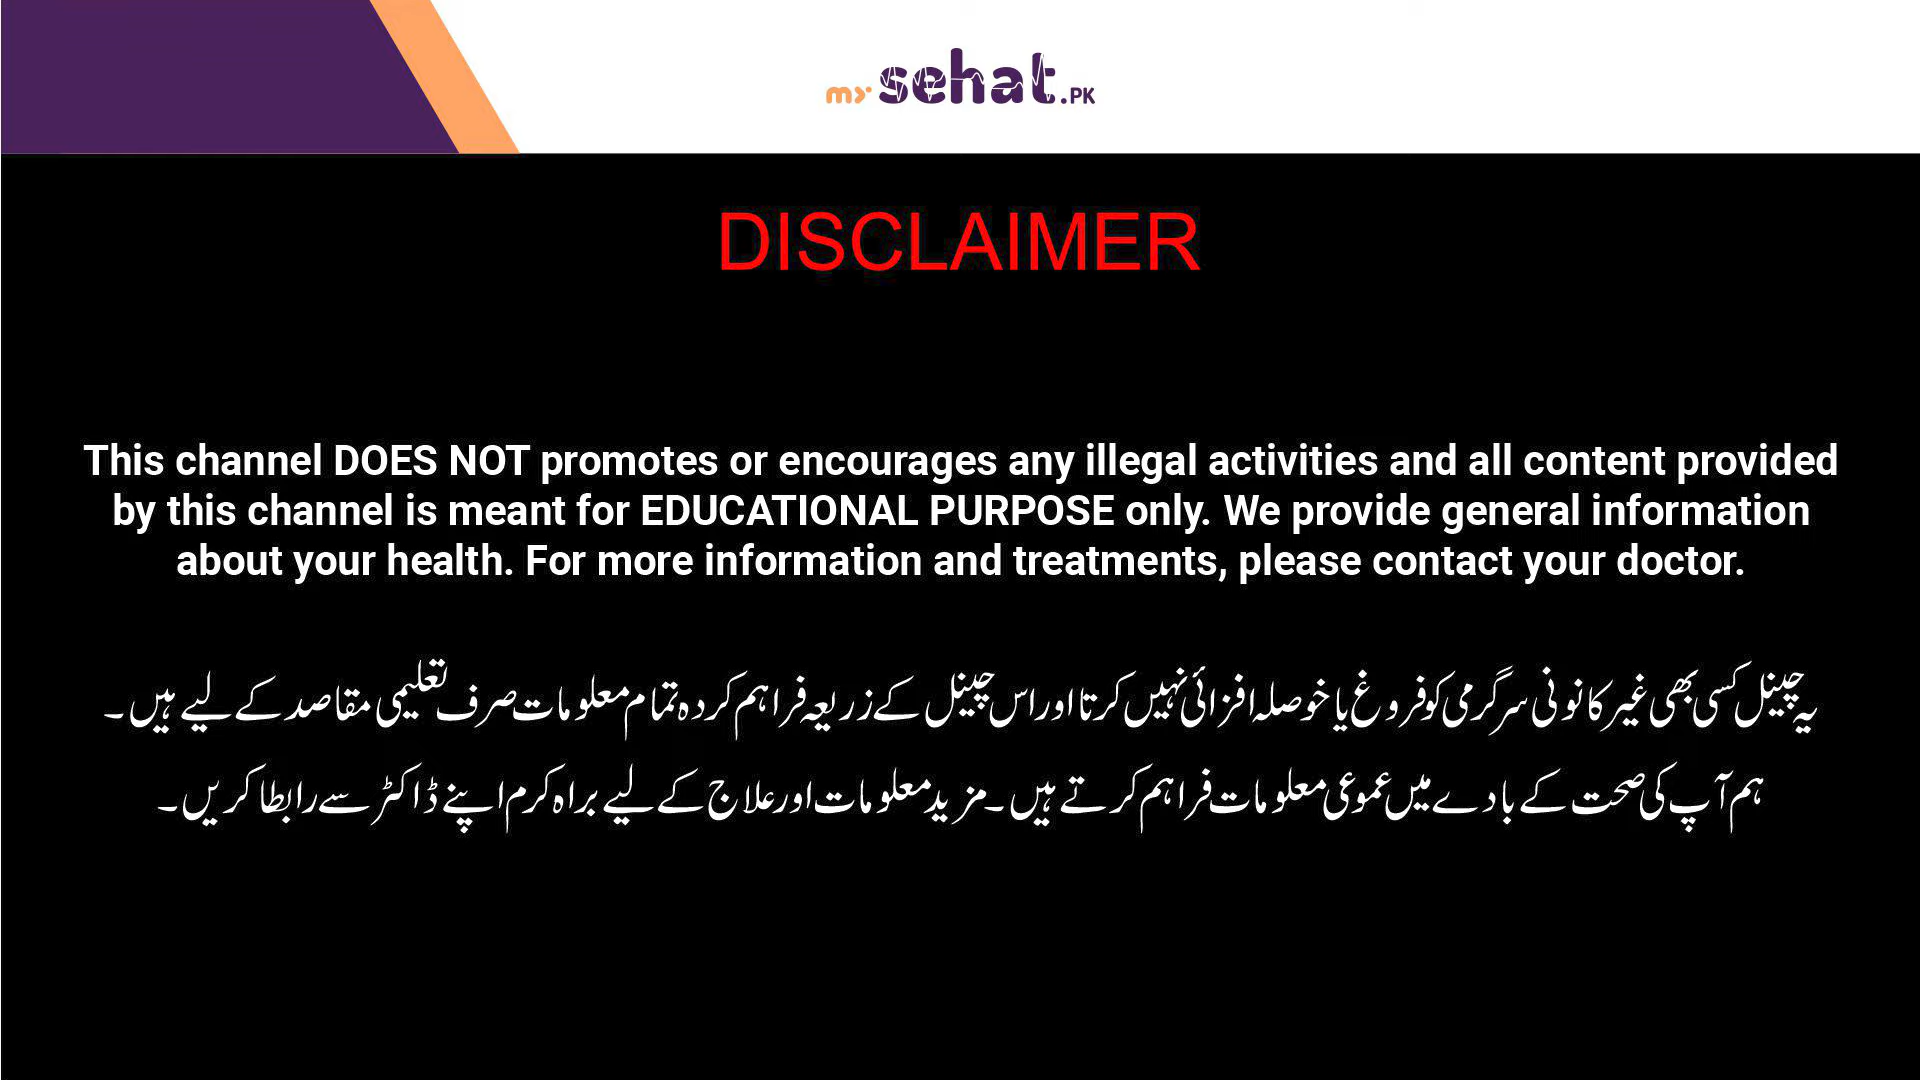 my sehat.PK
DISCLAIMER
This channel DOES NOT promotes or encourages any illegal activities and all content provided
by this channel is meant for EDUCATIONAL PURPOSE only. We provide general information
about your health. For more information and treatments, please contact your doctor.
یہ چینل کسی بھی غیر کانونی سرگرمی کو فروغ یا خوصلہ افزائی نہیں کرتا اور اس چینل کے زریعہ فراہم کردہ تمام معلومات صرف تعلیمی مقاصد کے لیے ہیں۔
ہم آپ کی صحت کے بادے میں عموعی معلومات فراہم کرتے ہیں۔ مزید معلومات اور علاج کے لیے براہ کرم اپنے ڈاکٹر سے رابطا کریں۔